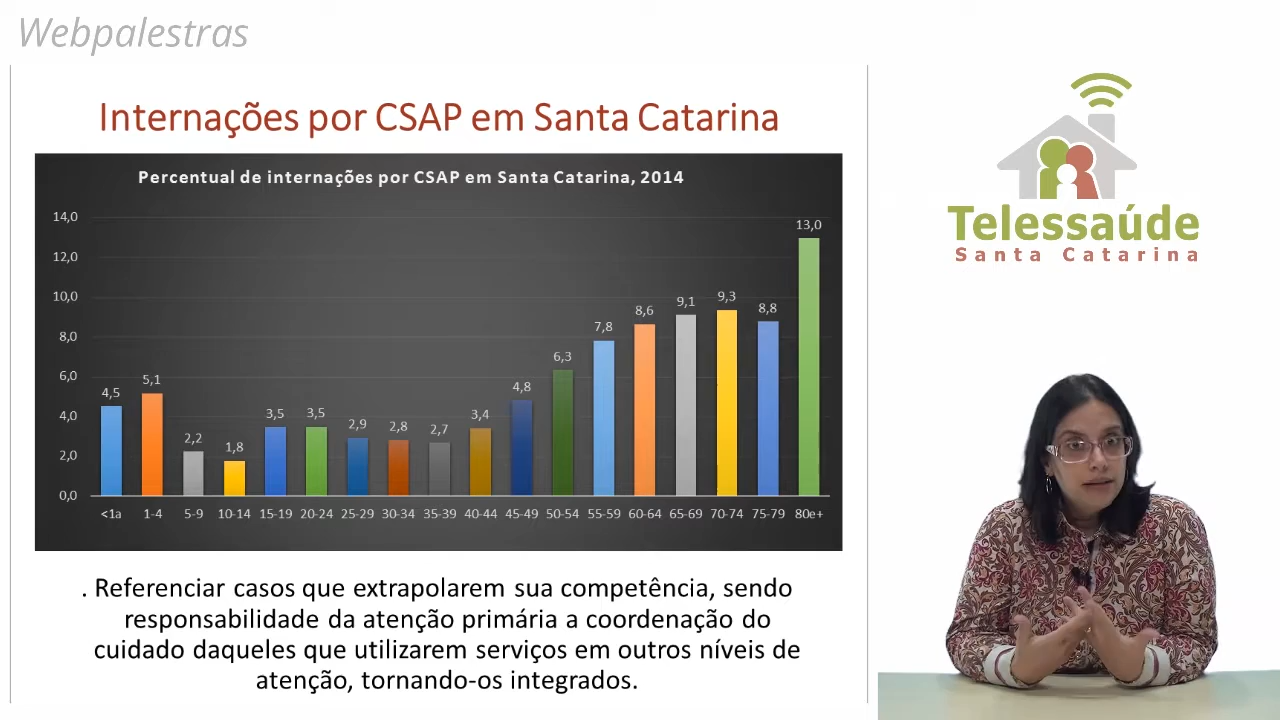 Webpalestras
Internações por CSAP em Santa Catarina
Percentual de internações por CSAP em Santa Catarina, 2014
14,0
12,0
10,0
8,0
6,0
4,0
2,0
0,0
4,5
5,1
2,2
1,8
3,5
3,5
2,9
2,8
2,7
3,4
4,8
6,3
7,8
8,6
9,1
9,3
8,8
13,0
<1a 1-4 5-9 10-14 15-19 20-24 25-29 30-34 35-39 40-44 45-49 50-54 55-59 60-64 65-69 70-74 75-79 80e+
. Referenciar casos que extrapolarem sua competência, sendo
responsabilidade da atenção primária a coordenação do
cuidado daqueles que utilizarem serviços em outros níveis de
atenção, tornando-os integrados.
Telessaúde
Santa Catarina